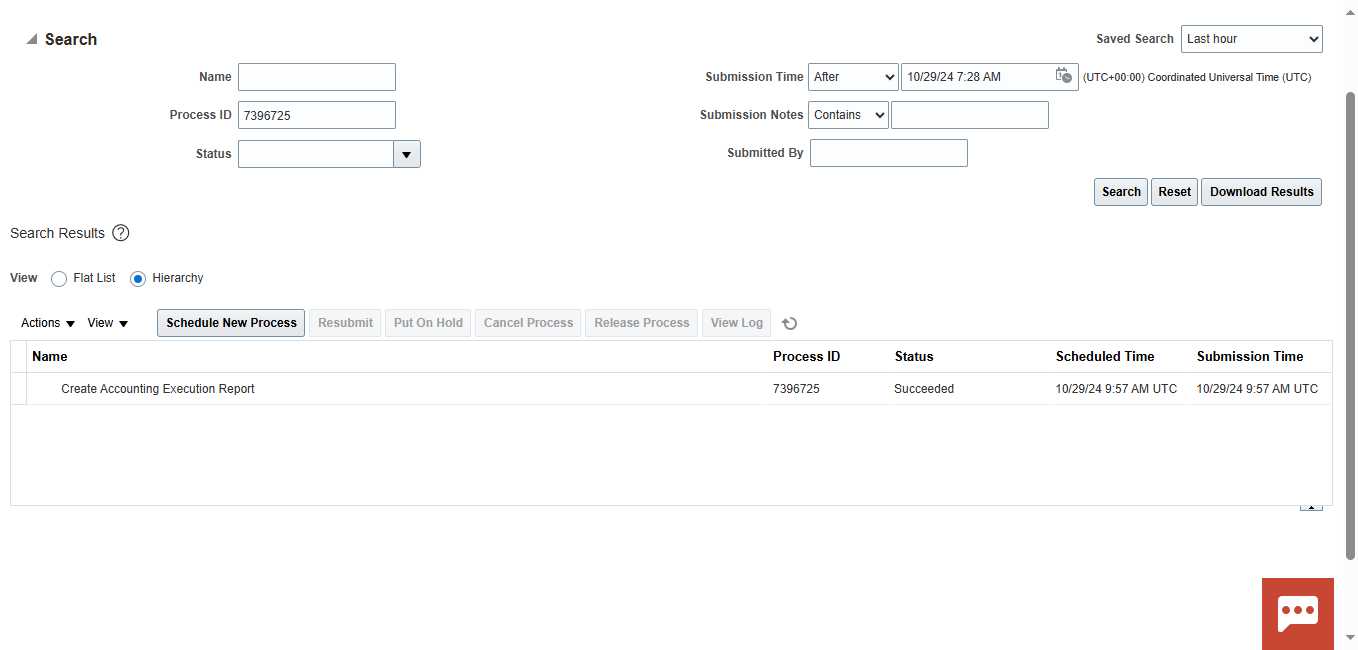 Search
Saved Search Last hour
Name
Submission Time After 10/29/24 7:28 AM (UTC+00:00) Coordinated Universal Time (UTC)
Process ID 7396725
Submission Notes Contains
Status
Submitted By
Search Reset Download Results
Search Results ?
View Flat List Hierarchy
Actions View Schedule New Process Resubmit Put On Hold Cancel Process Release Process View Log
Name Process ID Status Scheduled Time Submission Time
Create Accounting Execution Report 7396725 Succeeded 10/29/24 9:57 AM UTC 10/29/24 9:57 AM UTC